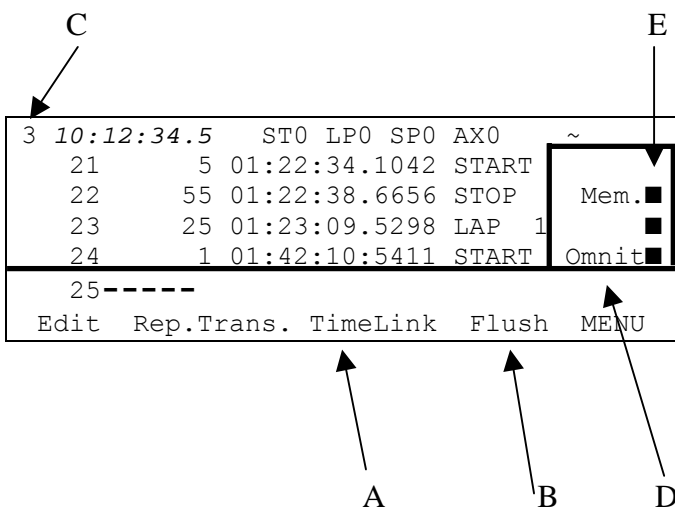 C E
3 10:12:34.5 ST0 LP0 SP0 AX0 ~
21 5 01:22:34.1042 START
22 55 01:22:38.6656 STOP Mem.■
23 25 01:23:09.5298 LAP 1 ■
24 1 01:42:10:5411 START Omnit■
25-----
Edit Rep.Trans. TimeLink Flush MENU
A B D